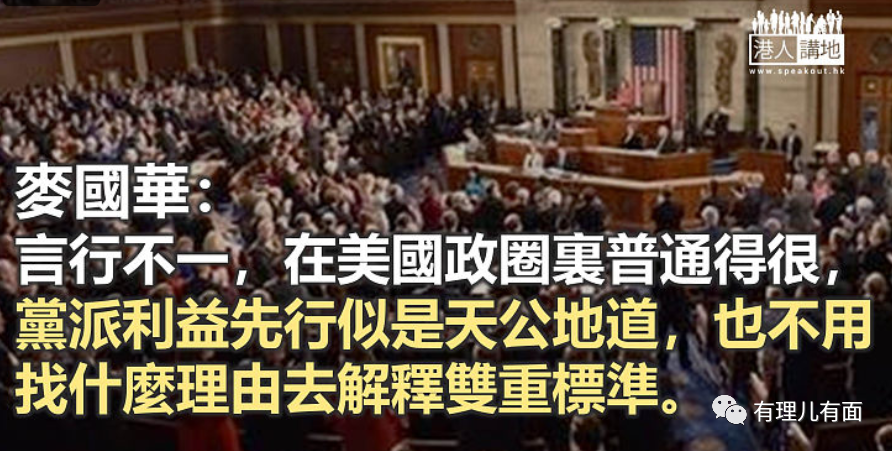 港人講地
www.speakout.hk
麥國華：
言行不一，在美國政圈裏普通得很，
黨派利益先行似是天公地道，也不用
找什麼理由去解釋雙重標準。
有理儿有面